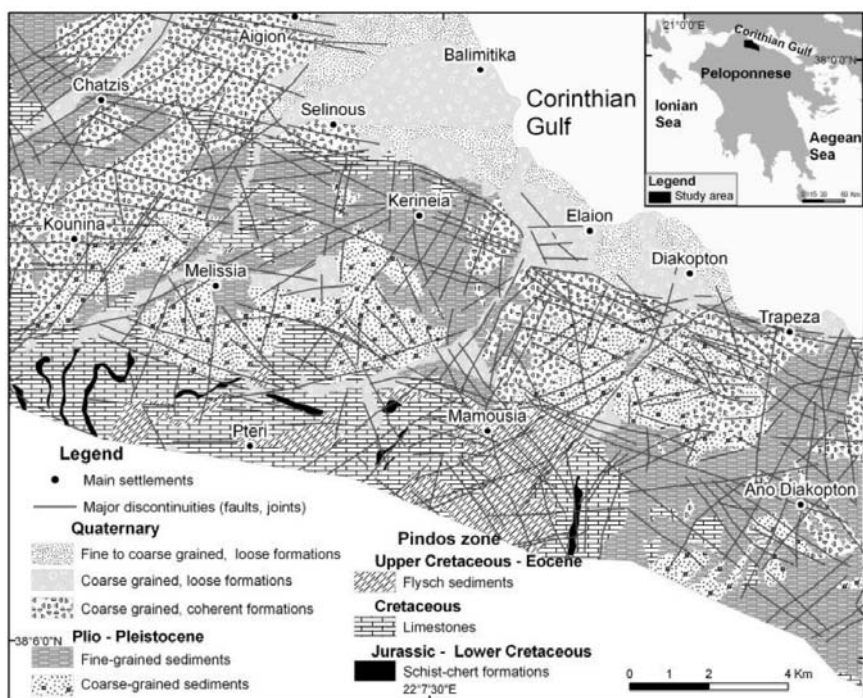 Aigion
Balimitika
Chatzis
Selinous
Corinthian
Gulf
21°0'0"E
Corithian Gulf
38°0'0"N
Peloponnese
Ionian
Sea
Aegean
Sea
Legend
Study area
60 Km
Kounina
Kerineia
Elaion
Melissia
Diakopton
Trapeza
Pteri
Mamousia
Ano Diakopton
Legend
Main settlements
Major discontinuities (faults, joints)
Quaternary
Fine to coarse grained, loose formations
Coarse grained, loose formations
Coarse grained, coherent formations
Plio - Pleistocene
Fine-grained sediments
Coarse-grained sediments
Pindos zone
Upper Cretaceous - Eocene
Flysch sediments
Cretaceous
Limestones
Jurassic - Lower Cretaceous
Schist-chert formations
38°6'0"N
22°7'30"E
0 1 2 4 Km